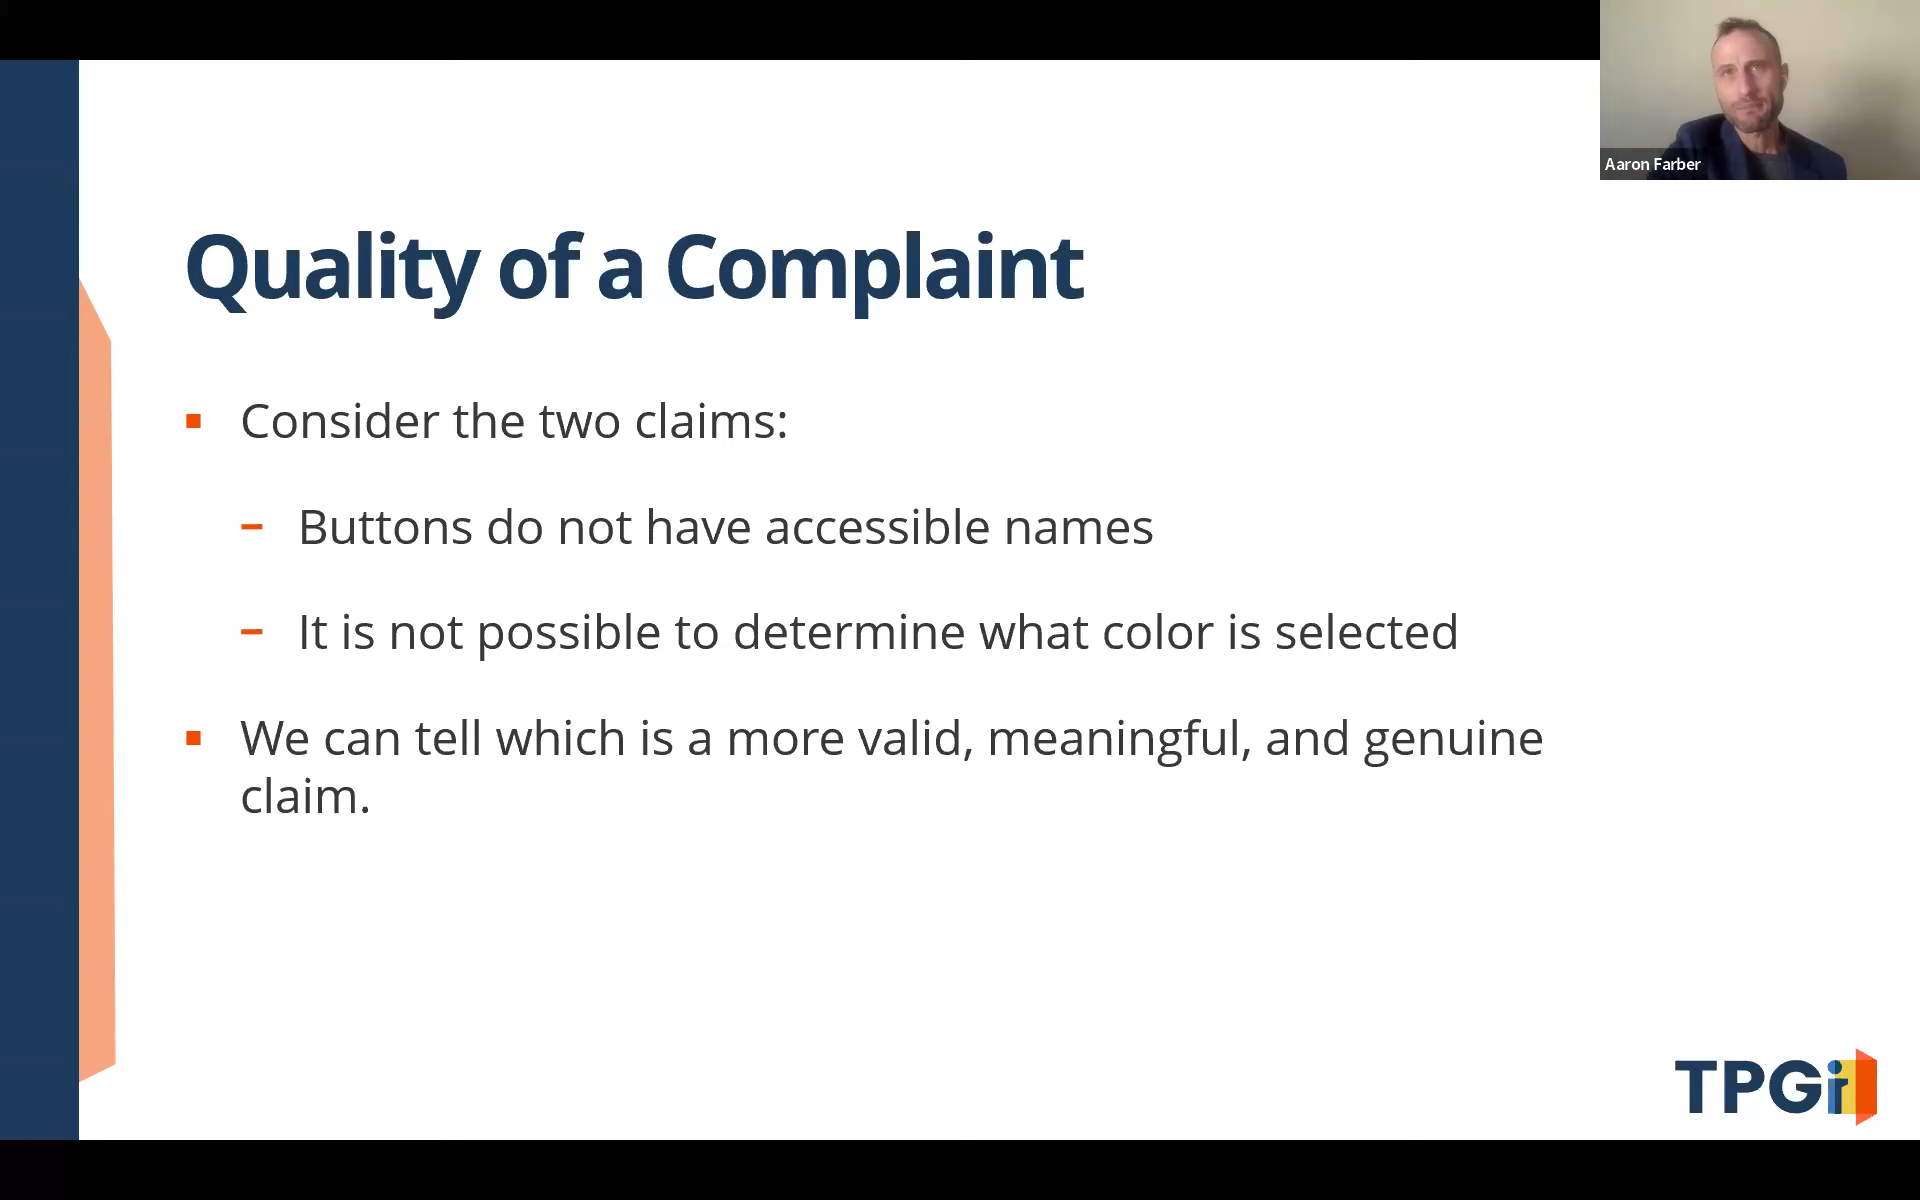 Aaron Farber
Quality of a Complaint
Consider the two claims:
Buttons do not have accessible names
It is not possible to determine what color is selected
We can tell which is a more valid, meaningful, and genuine
claim.
TPGi